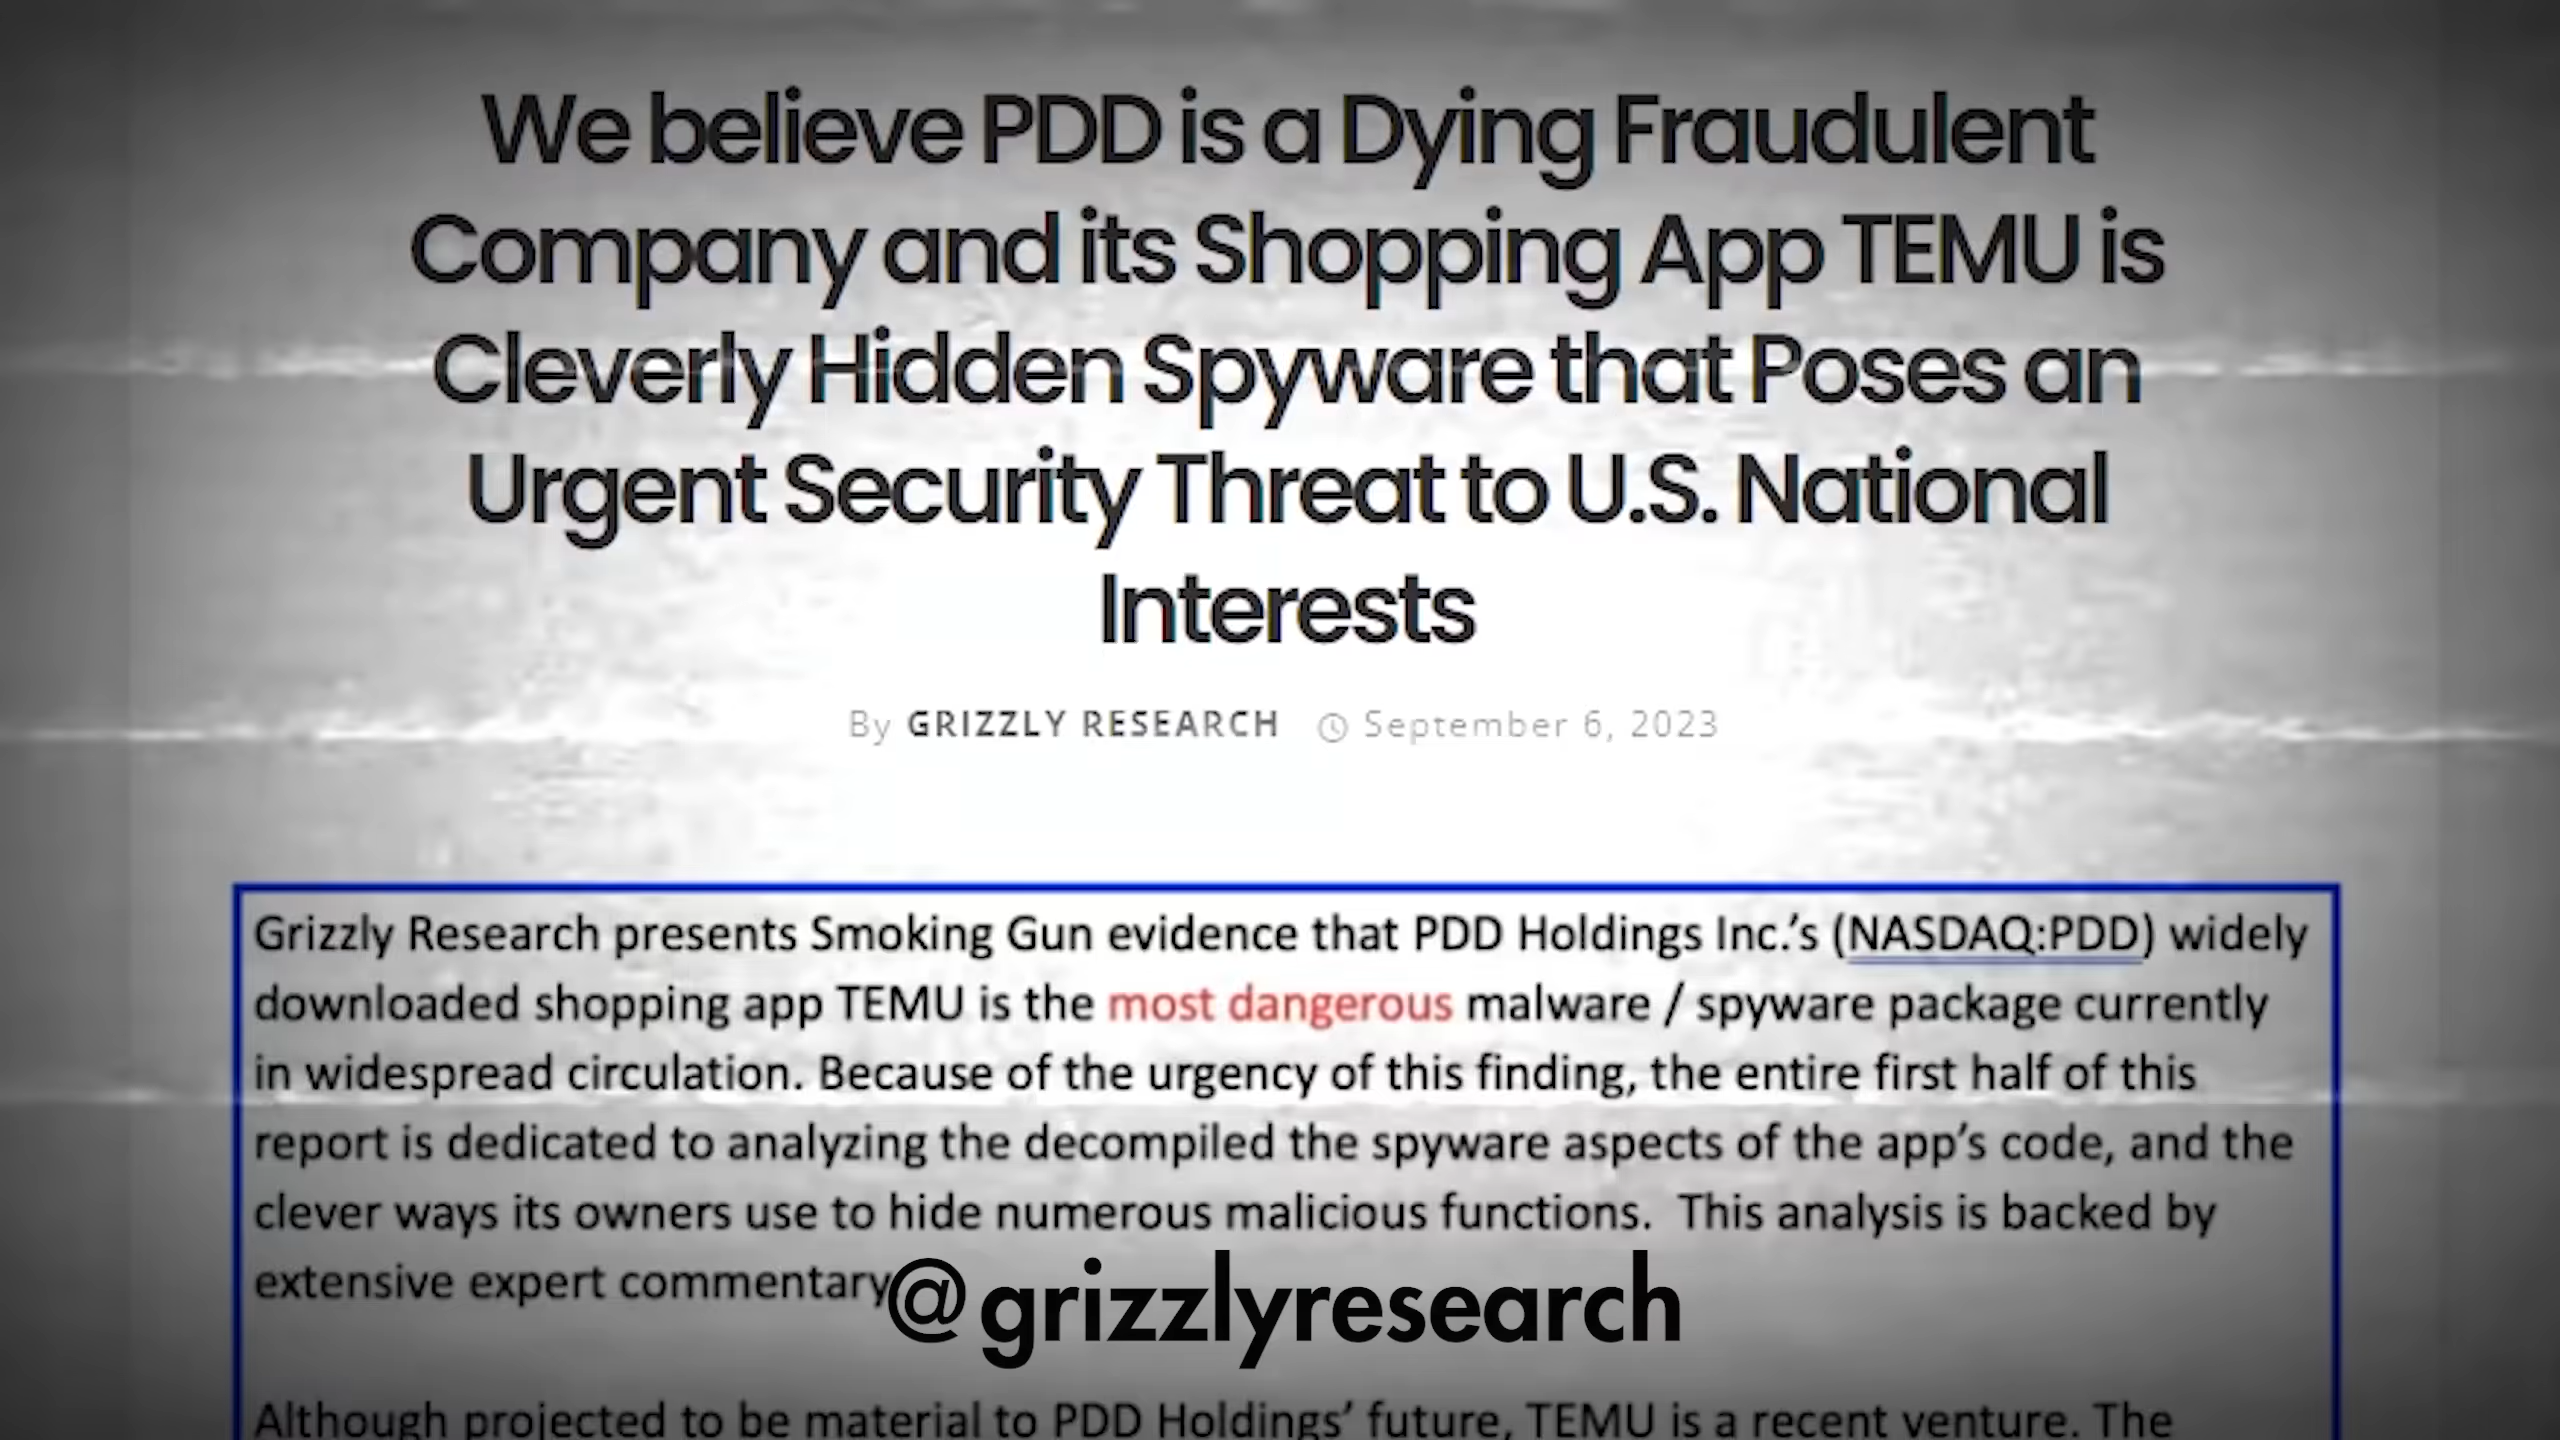 We believe PDD is a Dying Fraudulent
Company and its Shopping App TEMU is
Cleverly Hidden Spyware that Poses an
Urgent Security Threat to U.S. National
Interests
By GRIZZLY RESEARCH September 6, 2023
Grizzly Research presents Smoking Gun evidence that PDD Holdings Inc.’s (NASDAQ:PDD) widely
downloaded shopping app TEMU is the most dangerous malware / spyware package currently
in widespread circulation. Because of the urgency of this finding, the entire first half of this
report is dedicated to analyzing the decompiled the spyware aspects of the app’s code, and the
clever ways its owners use to hide numerous malicious functions. This analysis is backed by
extensive expert commentary
@grizzlyresearch
Although projected to be material to PDD Holdings’ future, TEMU is a recent venture. The